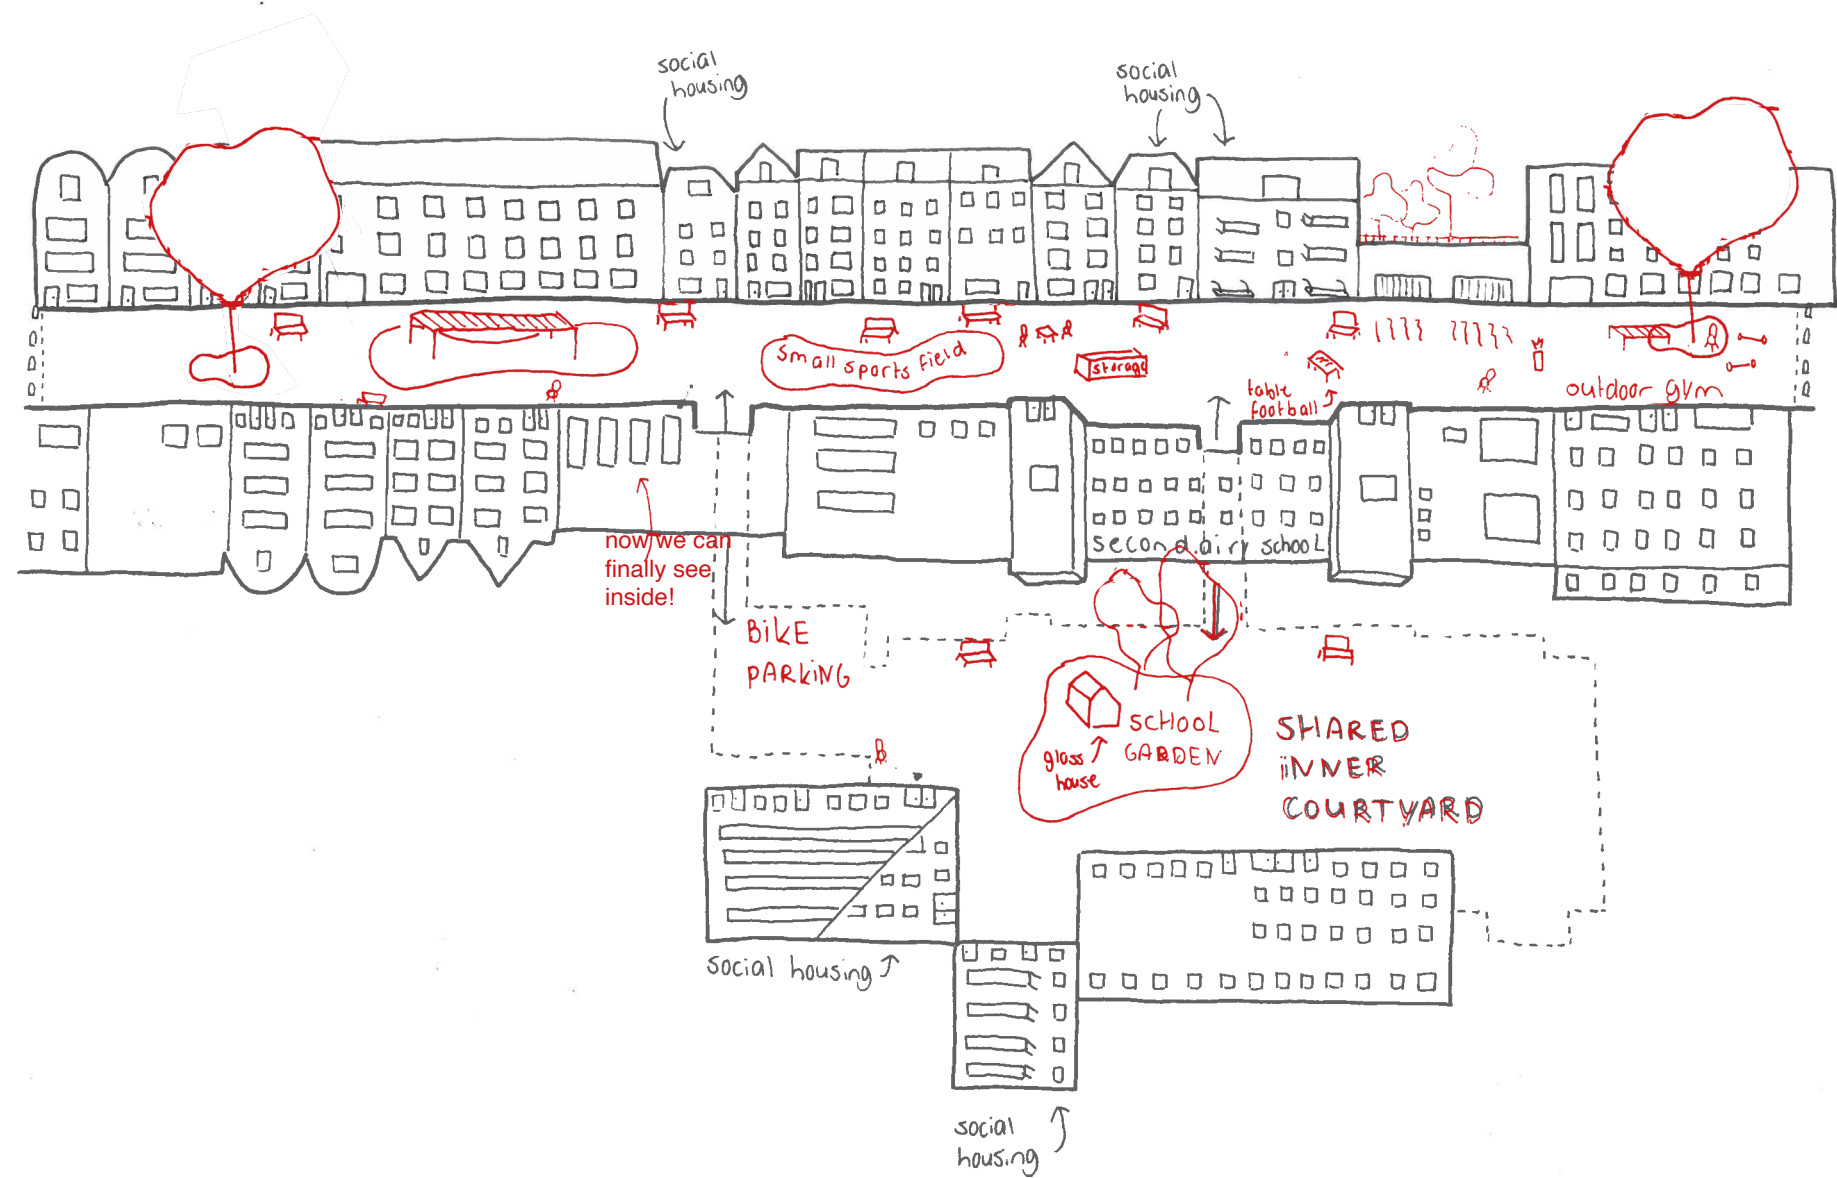 social
housing
social
housing
small sports field
storage
table
football
outdoor gym
now we can
finally see
inside!
secondairy school
BiKE
PARKiNG
SCHOOL
GARDEN
glass
house
SHARED
iNNER
COURTYARD
social housing
social
housing